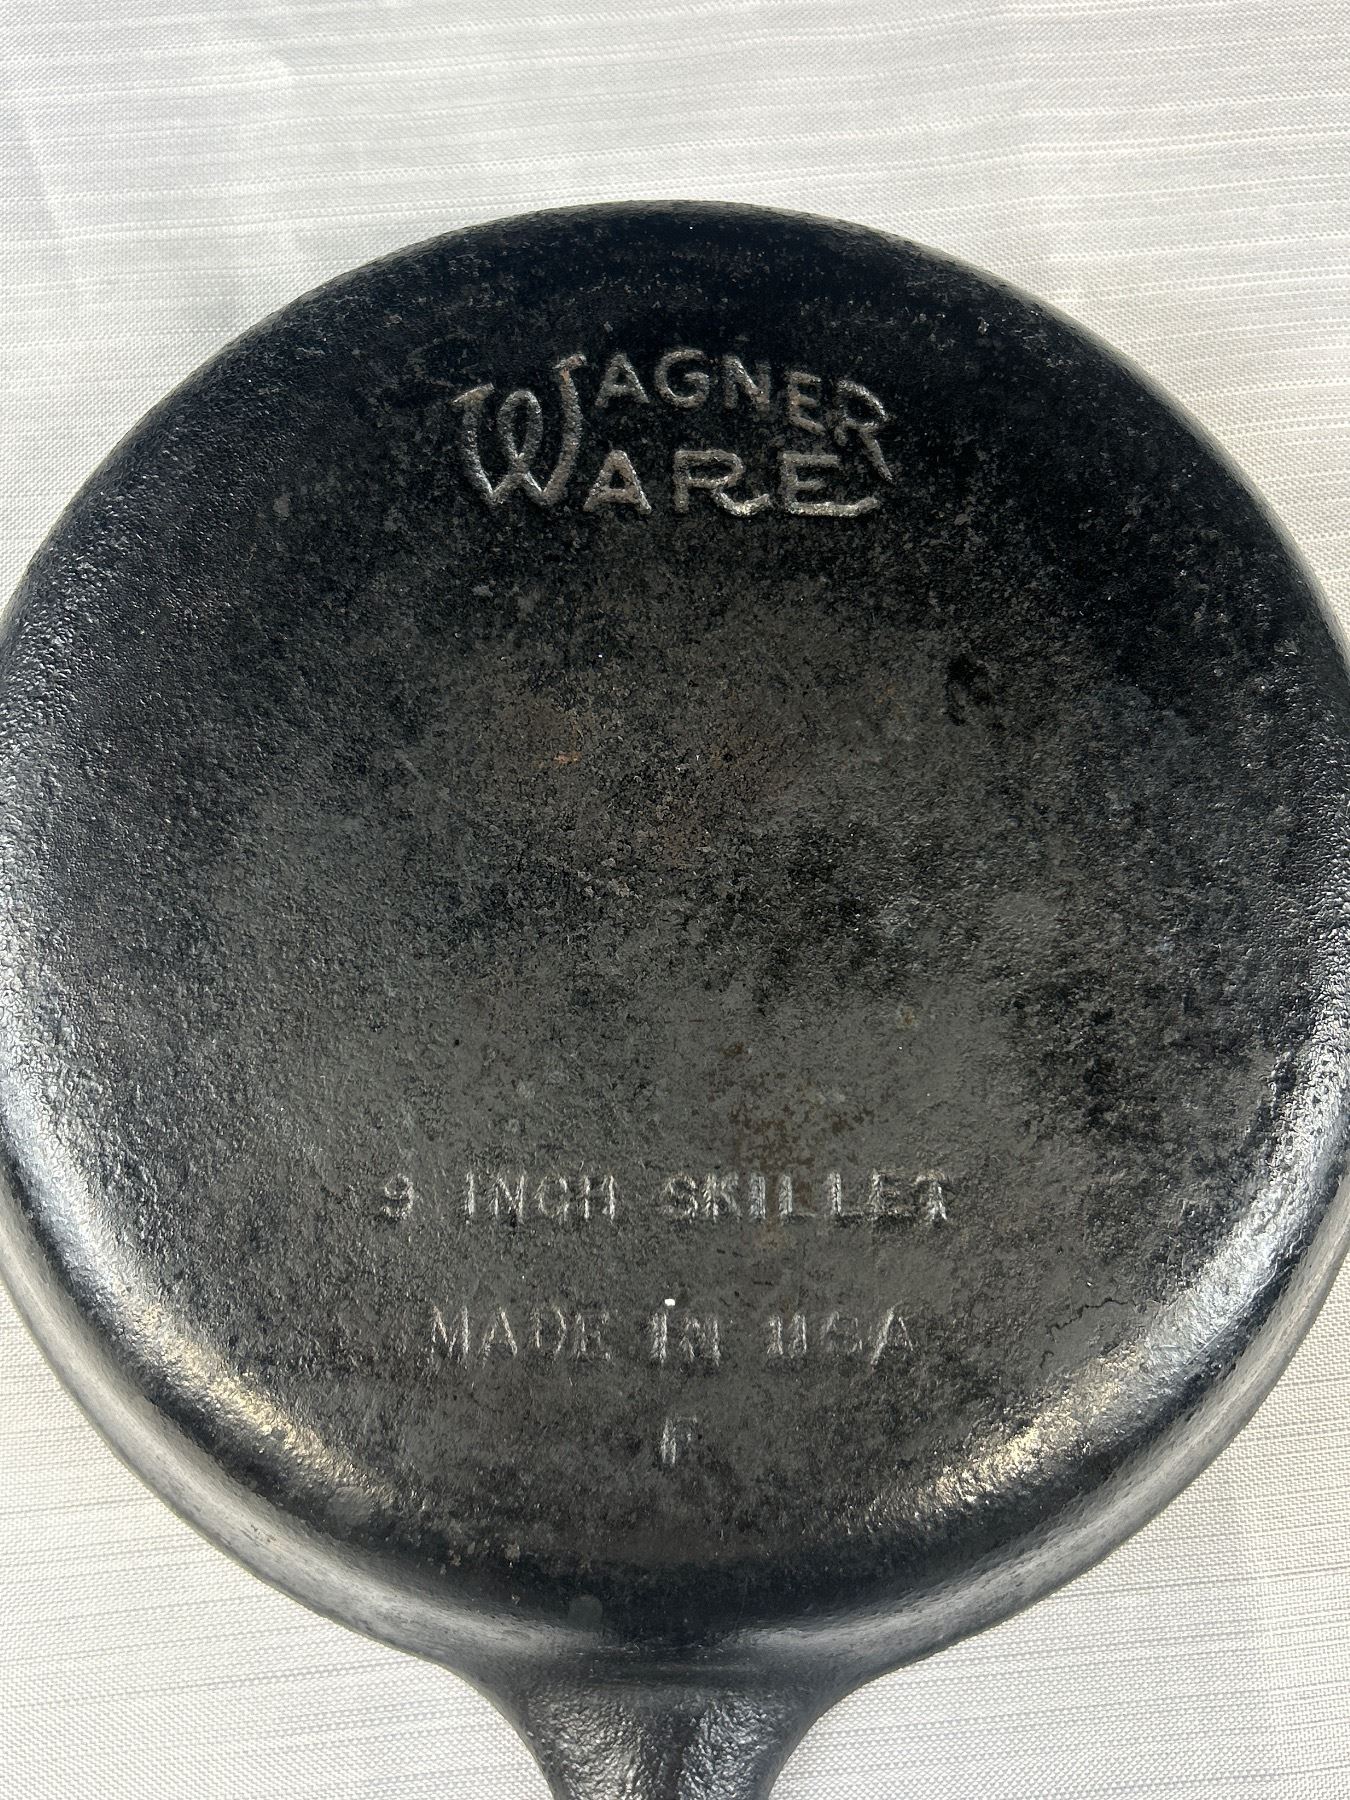 WAGNER
WARE
9 INCH SKILLET
MADE IN USA
F